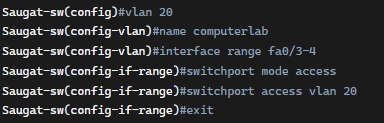 Saugat-sw(config)#vlan 20
Saugat-sw(config-vlan)#name computerlab
Saugat-sw(config-vlan)#interface range fa0/3-4
Saugat-sw(config-if-range)#switchport mode access
Saugat-sw(config-if-range)#switchport access vlan 20
Saugat-sw(config-if-range)#exit